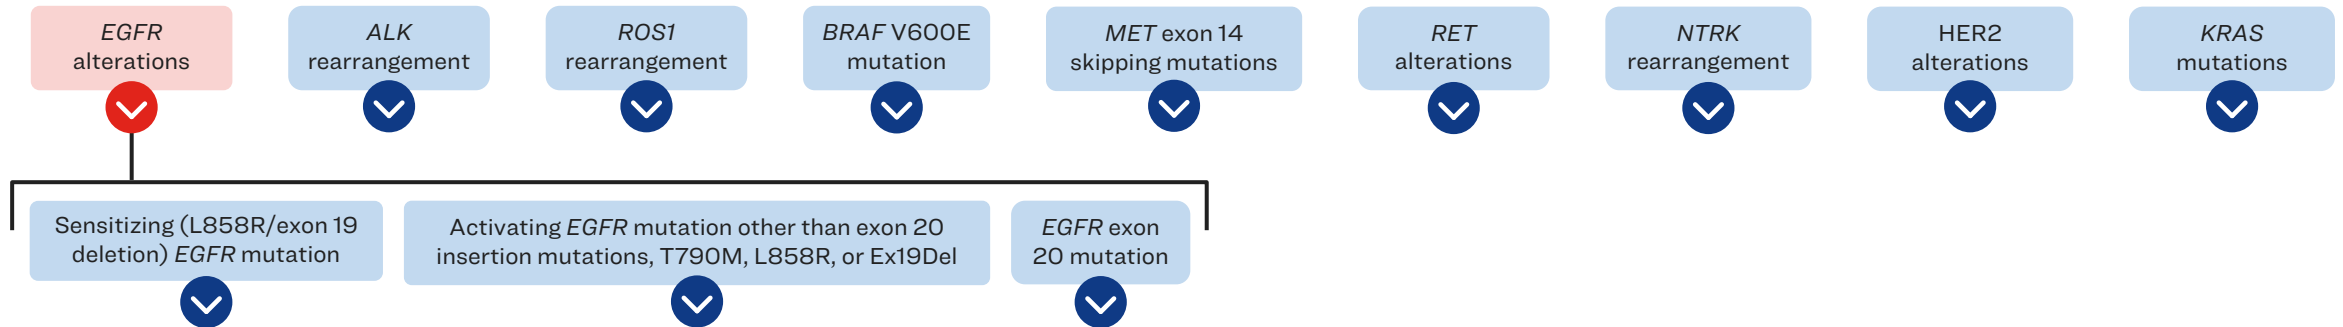 EGFR
alterations
ALK
rearrangement
ROS1
rearrangement
BRAF V600E
mutation
MET exon 14
skipping mutations
RET
alterations
NTRK
rearrangement
HER2
alterations
KRAS
mutations
Sensitizing (L858R/exon 19
deletion) EGFR mutation
Activating EGFR mutation other than exon 20
insertion mutations, T790M, L858R, or Ex19Del
EGFR exon
20 mutation